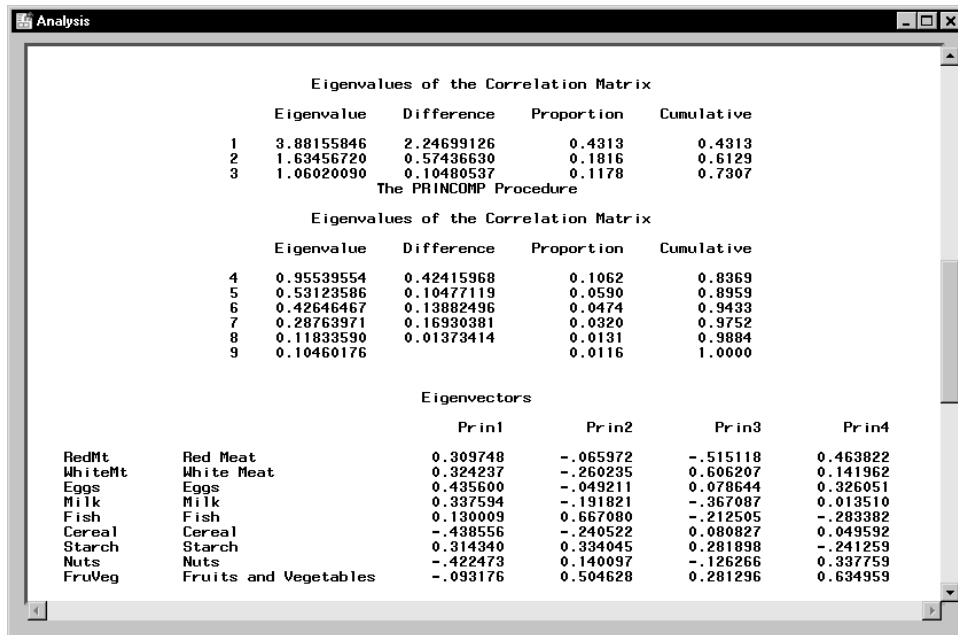 Analysis
Eigenvalues of the Correlation Matrix
Eigenvalue Difference Proportion Cumulative
1 3.88155846 2.24699126 0.4313 0.4313
2 1.63456720 0.57436630 0.1816 0.6129
3 1.06020090 0.10480537 0.1178 0.7307
The PRINCOMP Procedure
Eigenvalues of the Correlation Matrix
Eigenvalue Difference Proportion Cumulative
4 0.95539554 0.42415968 0.1062 0.8369
5 0.53123586 0.10477119 0.0590 0.8959
6 0.42646467 0.13882496 0.0474 0.9433
7 0.28763971 0.16930381 0.0320 0.9752
8 0.11833590 0.01373414 0.0131 0.9884
9 0.10460176 0.0116 1.0000
Eigenvectors
Prin1 Prin2 Prin3 Prin4
RedMt Red Meat 0.309748 -.065972 -.515118 0.463822
WhiteMt White Meat 0.324237 -.260235 0.606207 0.141962
Eggs Eggs 0.435600 -.049211 0.078644 0.326051
Milk Milk 0.337594 -.191821 -.367087 0.013510
Fish Fish 0.130009 0.667080 -.212505 -.283382
Cereal Cereal -.438556 -.240522 0.080827 0.049592
Starch Starch 0.314340 0.334045 0.281898 -.241259
Nuts Nuts -.422473 0.140097 -.126266 0.337759
FruVeg Fruits and Vegetables -.093176 0.504628 0.281296 0.634959